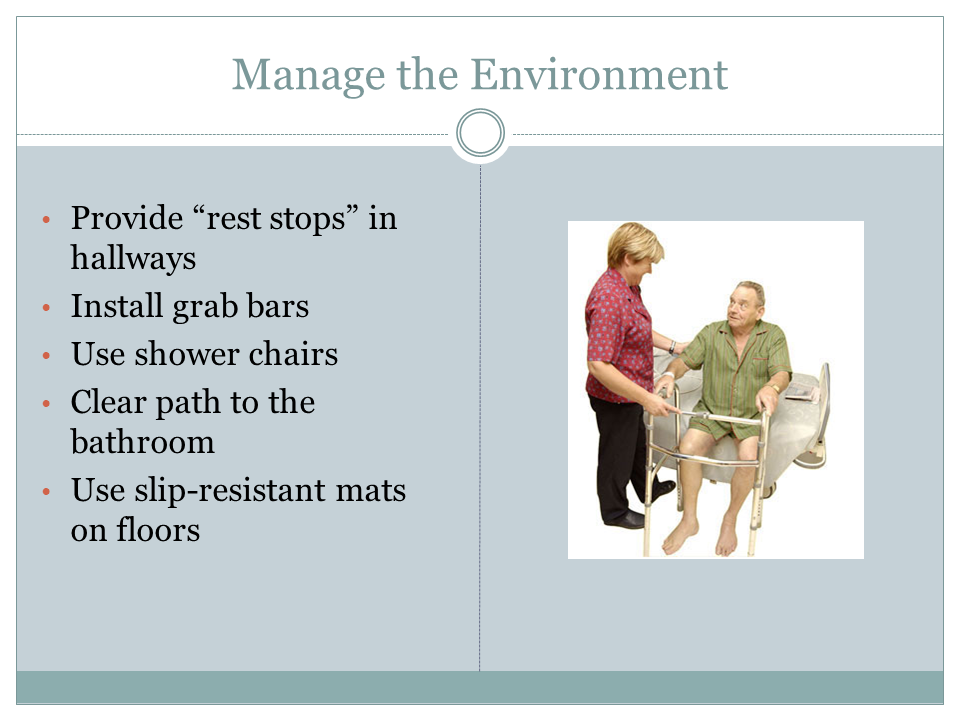 Manage the Environment
• Provide “rest stops” in
hallways
• Install grab bars
• Use shower chairs
• Clear path to the
bathroom
• Use slip-resistant mats
on floors